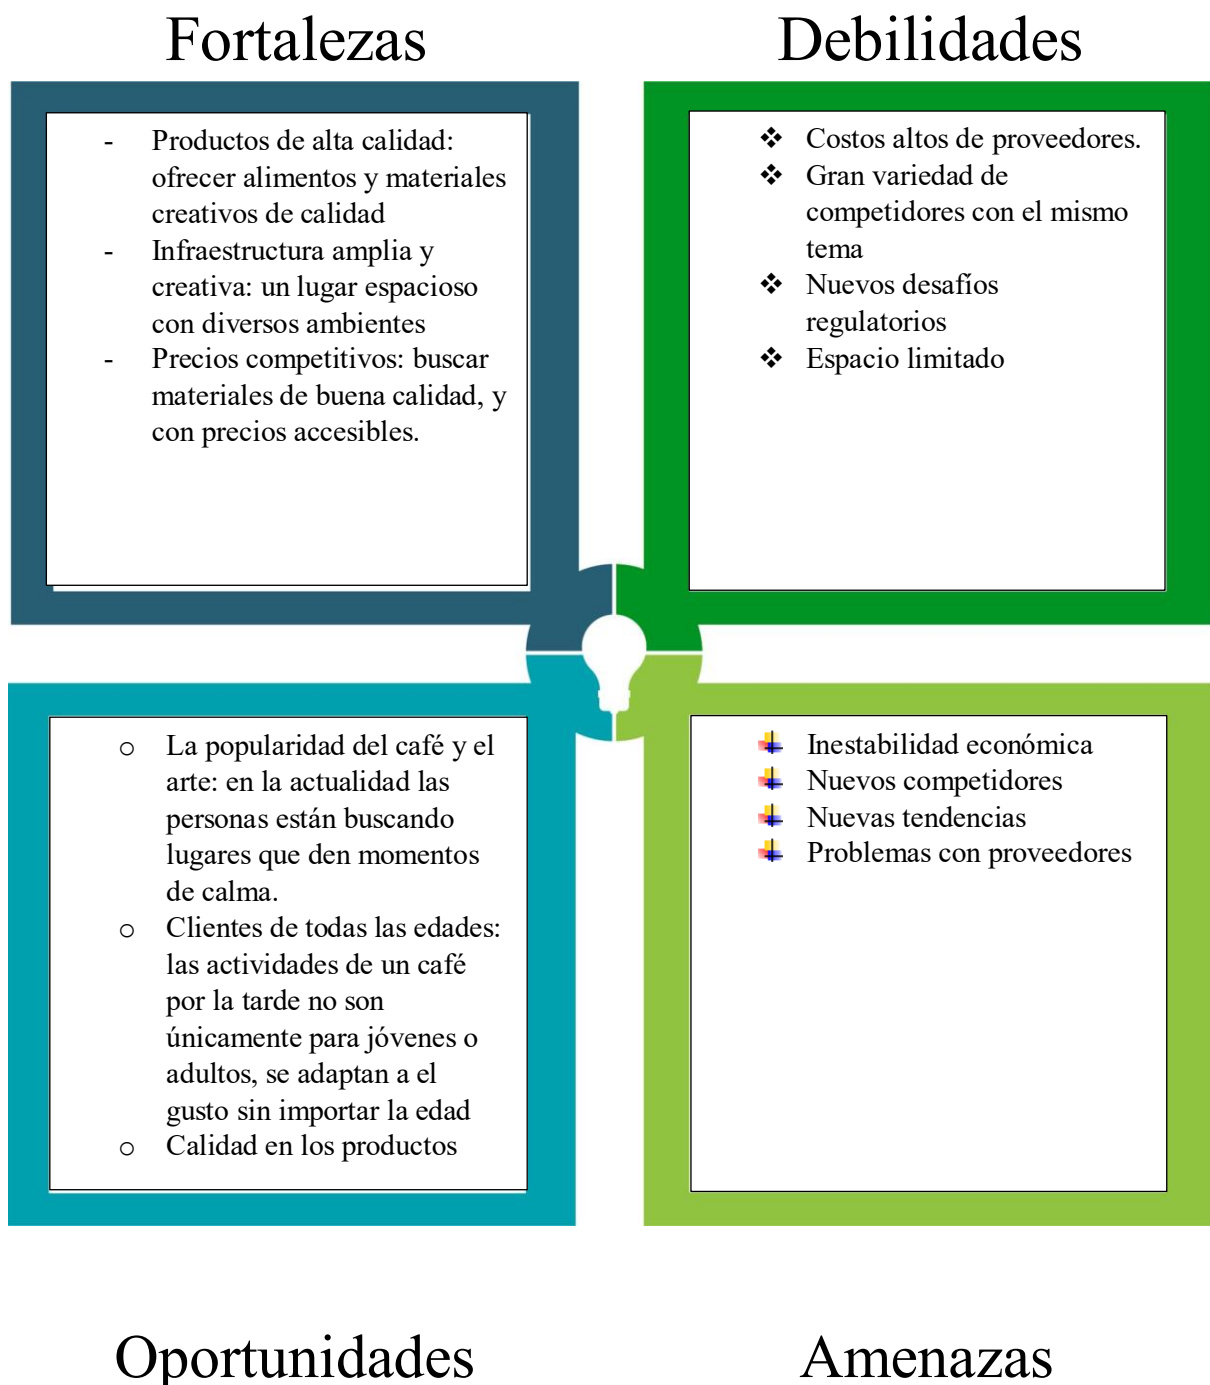 Fortalezas
- Productos de alta calidad:
ofrecer alimentos y materiales
creativos de calidad
- Infraestructura amplia y
creativa: un lugar espacioso
con diversos ambientes
- Precios competitivos: buscar
materiales de buena calidad, y
con precios accesibles.
Debilidades
❖ Costos altos de proveedores.
❖ Gran variedad de
competidores con el mismo
tema
❖ Nuevos desafíos
regulatorios
❖ Espacio limitado
o La popularidad del café y el
arte: en la actualidad las
personas están buscando
lugares que den momentos
de calma.
o Clientes de todas las edades:
las actividades de un café
por la tarde no son
únicamente para jóvenes o
adultos, se adaptan a el
gusto sin importar la edad
o Calidad en los productos
Oportunidades
Inestabilidad económica
Nuevos competidores
Nuevas tendencias
Problemas con proveedores
Amenazas